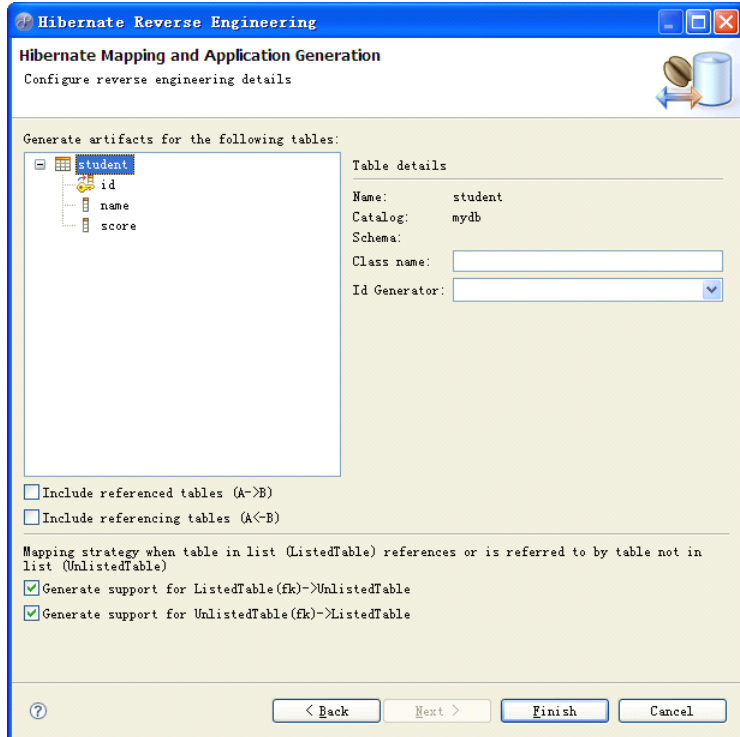 Hibernate Reverse Engineering
Hibernate Mapping and Application Generation
Configure reverse engineering details
Generate artifacts for the following tables:
student
id
name
score
Table details
Name: student
Catalog: mydb
Schema:
Class name:
Id Generator:
Include referenced tables (A->B)
Include referencing tables (A<-B)
Mapping strategy when table in list (ListedTable) references or is referred to by table not in
list (UnlistedTable)
Generate support for ListedTable(fk)->UnlistedTable
Generate support for UnlistedTable(fk)->ListedTable
< Back Next > Finish Cancel